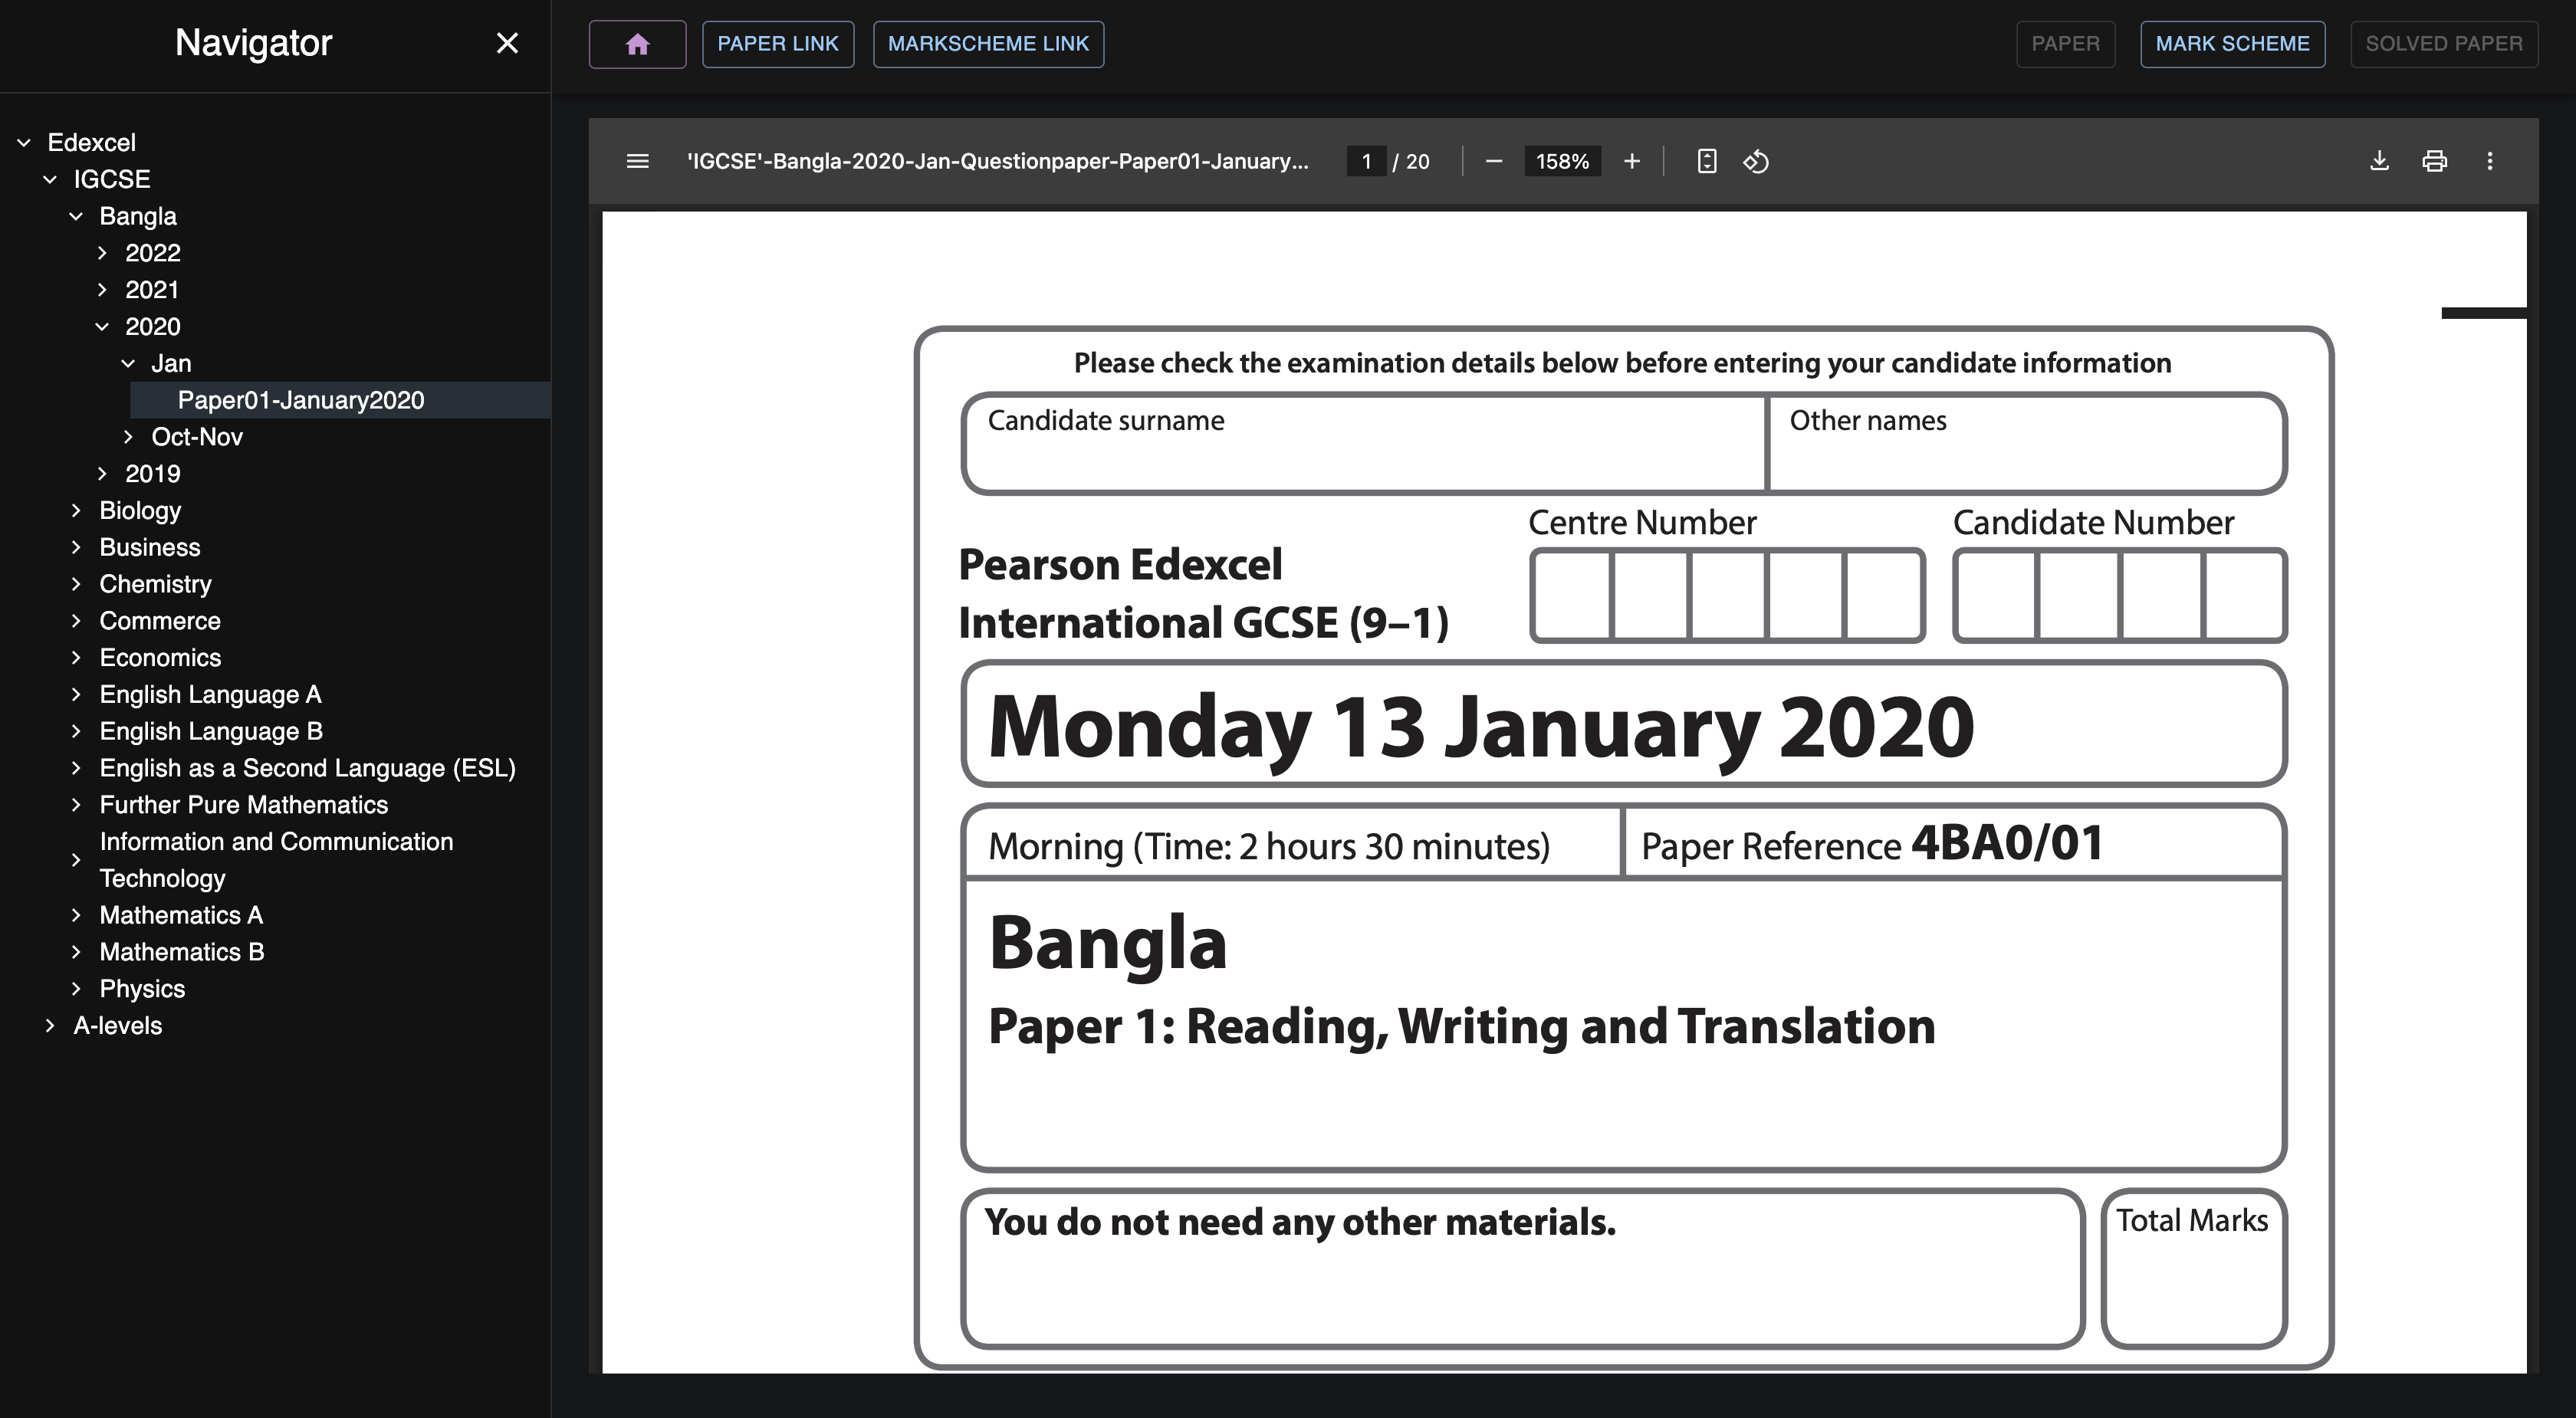 Navigator
Edexcel
IGCSE
Bangla
2022
2021
2020
Jan
Paper01-January2020
Oct-Nov
2019
Biology
Business
Chemistry
Commerce
Economics
English Language A
English Language B
English as a Second Language (ESL)
Further Pure Mathematics
Information and Communication
Technology
Mathematics A
Mathematics B
Physics
A-levels
PAPER LINK
MARKSCHEME LINK
PAPER
MARK SCHEME
SOLVED PAPER
'IGCSE'-Bangla-2020-Jan-Questionpaper-Paper01-January...
1 / 20
158%
Please check the examination details below before entering your candidate information
Candidate surname
Other names
Centre Number
Candidate Number
Pearson Edexcel
International GCSE (9–1)
Monday 13 January 2020
Morning (Time: 2 hours 30 minutes)
Paper Reference 4BA0/01
Bangla
Paper 1: Reading, Writing and Translation
You do not need any other materials.
Total Marks